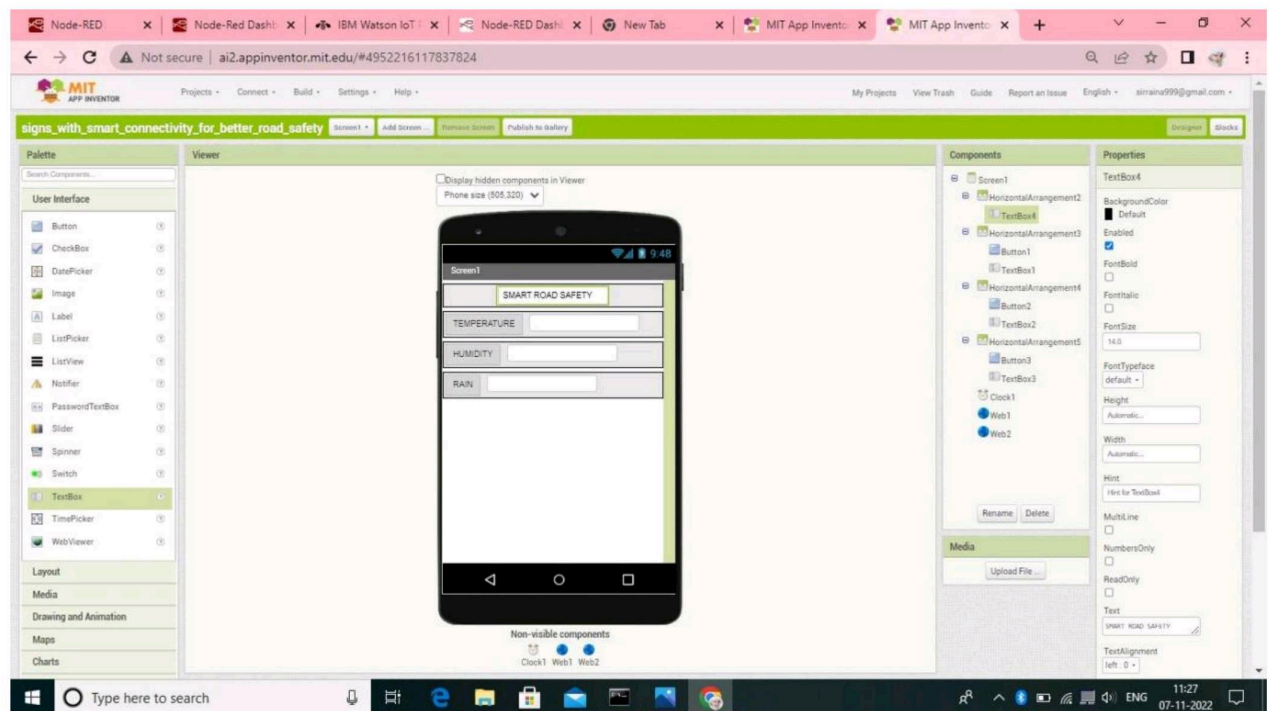 Node-RED
Node-Red Dashb
IBM Watson IoT
Node-RED Dashl
New Tab
MIT App Invento
MIT App Invento
Not secure ai2.appinventor.mit.edu/#4952216117837824
MIT
APP INVENTOR
Projects Connect Build Settings Help
My Projects View Trash Guide Report an Issue English sirraina999@gmail.com
signs_with_smart_connectivity_for_better_road_safety Screen1 Add Screen ... Remove Screen Publish to Gallery Designer Blocks
Palette
Search Components...
User Interface
Button
CheckBox
DatePicker
Image
Label
ListPicker
ListView
Notifier
PasswordTextBox
Slider
Spinner
Switch
TextBox
TimePicker
WebViewer
Layout
Media
Drawing and Animation
Maps
Charts
Viewer
Display hidden components in Viewer
Phone size (505,320)
9:48
Screen1
SMART ROAD SAFETY
TEMPERATURE
HUMIDITY
RAIN
Non-visible components
Clock1 Web1 Web2
Components
Screen1
HorizontalArrangement2
TextBox4
HorizontalArrangement3
Button1
TextBox1
HorizontalArrangement4
Button2
TextBox2
HorizontalArrangement5
Button3
TextBox3
Clock1
Web1
Web2
Rename Delete
Media
Upload File ...
Properties
TextBox4
BackgroundColor
Default
Enabled
FontBold
FontItalic
FontSize
14.0
FontTypeface
default
Height
Automatic...
Width
Automatic...
Hint
Hint for TextBox4
MultiLine
NumbersOnly
ReadOnly
Text
SMART ROAD SAFETY
TextAlignment
left : 0
Type here to search
ENG
11:27
07-11-2022